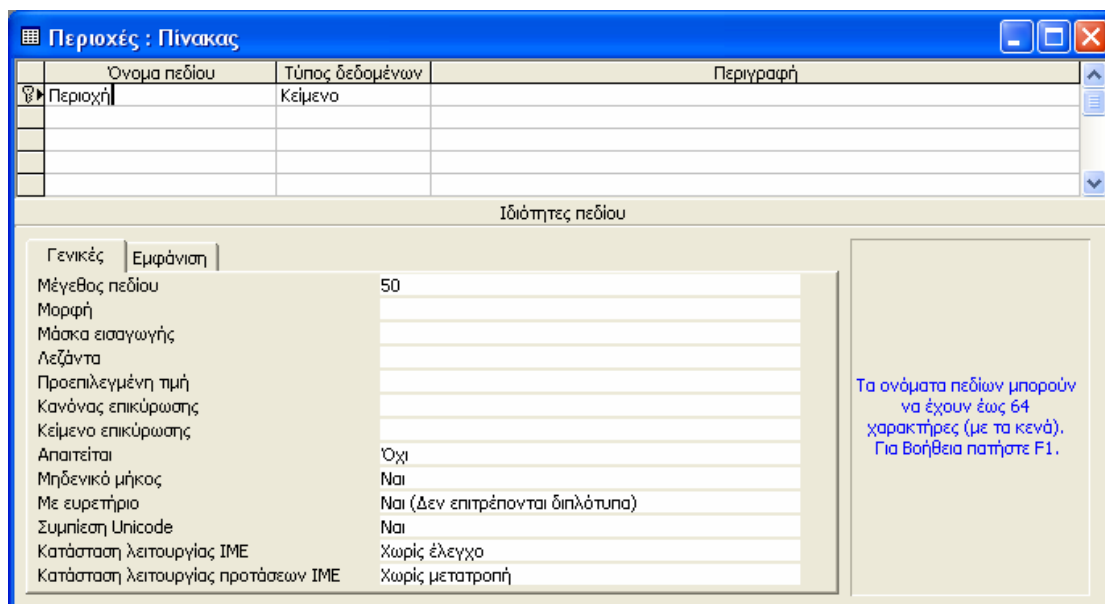 Περιοχές : Πίνακας
Όνομα πεδίου Τύπος δεδομένων Περιγραφή
Περιοχή Κείμενο
Ιδιότητες πεδίου
Γενικές Εμφάνιση
Μέγεθος πεδίου 50
Μορφή
Μάσκα εισαγωγής
Λεζάντα
Προεπιλεγμένη τιμή
Κανόνας επικύρωσης
Κείμενο επικύρωσης
Απαιτείται Όχι
Μηδενικό μήκος Ναι
Με ευρετήριο Ναι (Δεν επιτρέπονται διπλότυπα)
Συμπίεση Unicode Ναι
Κατάσταση λειτουργίας IME Χωρίς έλεγχο
Κατάσταση λειτουργίας προτάσεων IME Χωρίς μετατροπή
Τα ονόματα πεδίων μπορούν
να έχουν έως 64
χαρακτήρες (με τα κενά).
Για Βοήθεια πατήστε F1.